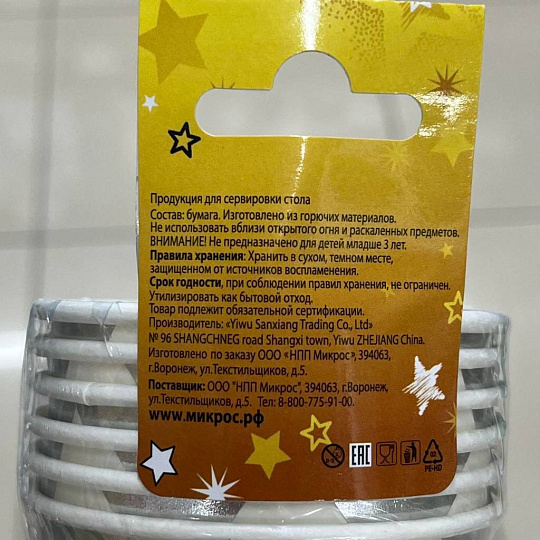 Продукция для сервировки стола
Состав: бумага. Изготовлено из горючих материалов.
Не использовать вблизи открытого огня и раскаленных предметов.
ВНИМАНИЕ! Не предназначено для детей младше 3 лет.
Правила хранения: Хранить в сухом, темном месте,
защищенном от источников воспламенения.
Срок годности, при соблюдении правил хранения, не ограничен.
Утилизировать как бытовой отход.
Товар подлежит обязательной сертификации.
Производитель: «Yiwu Sanxiang Trading Co., Ltd»
№ 96 SHANGCHNEG road Shangxi town, Yiwu ZHEJIANG China.
Изготовлено по заказу ООО «НПП Микрос», 394063,
г.Воронеж, ул.Текстильщиков, д.5.
Поставщик: ООО "НПП Микрос", 394063, г.Воронеж,
ул.Текстильщиков, д.5. Тел: 8-800-775-91-00.
www.микрос.рф
0-3 EAC 02
PE-HD